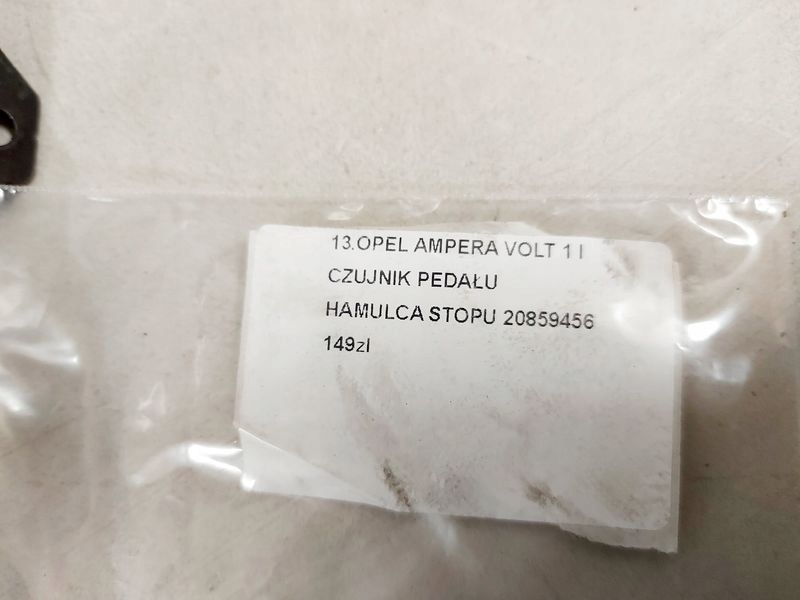 13.OPEL AMPERA VOLT 1 I
CZUJNIK PEDAŁU
HAMULCA STOPU 20859456
149zl